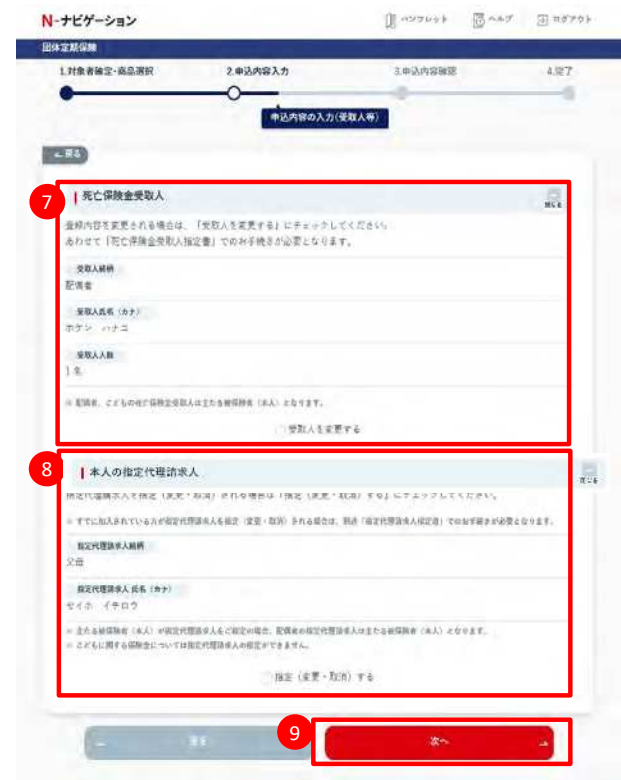 N-ナビゲーション
パンフレット ヘルプ ログアウト
団体定期保険
1.対象者確定・商品選択 2.申込内容入力 3.申込内容確認 4.完了
申込内容の入力(受取人等)
戻る
7
死亡保険金受取人
閉じる
登録内容を変更される場合は、「受取人を変更する」にチェックしてください。
あわせて「死亡保険金受取人指定書」でのお手続きが必要となります。
受取人続柄
配偶者
受取人氏名(カナ)
ホケン ハナコ
受取人人数
1名
※ 配偶者、こどもの死亡保険金受取人は主たる被保険者(本人)となります。
受取人を変更する
8
本人の指定代理請求人
閉じる
指定代理請求人を指定(変更・取消)される場合は「指定(変更・取消)する」にチェックしてください。
※ すでに加入されている方が指定代理請求人を指定(変更・取消)される場合は、別途「指定代理請求人指定書」でのお手続きが必要となります。
指定代理請求人続柄
父母
指定代理請求人氏名(カナ)
セイホ イチロウ
※ 主たる被保険者(本人)が指定代理請求人をご指定の場合、配偶者の指定代理請求人は主たる被保険者(本人)となります。
※ こどもに関する保険金については指定代理請求人の指定ができません。
指定(変更・取消)する
戻る
9
次へ